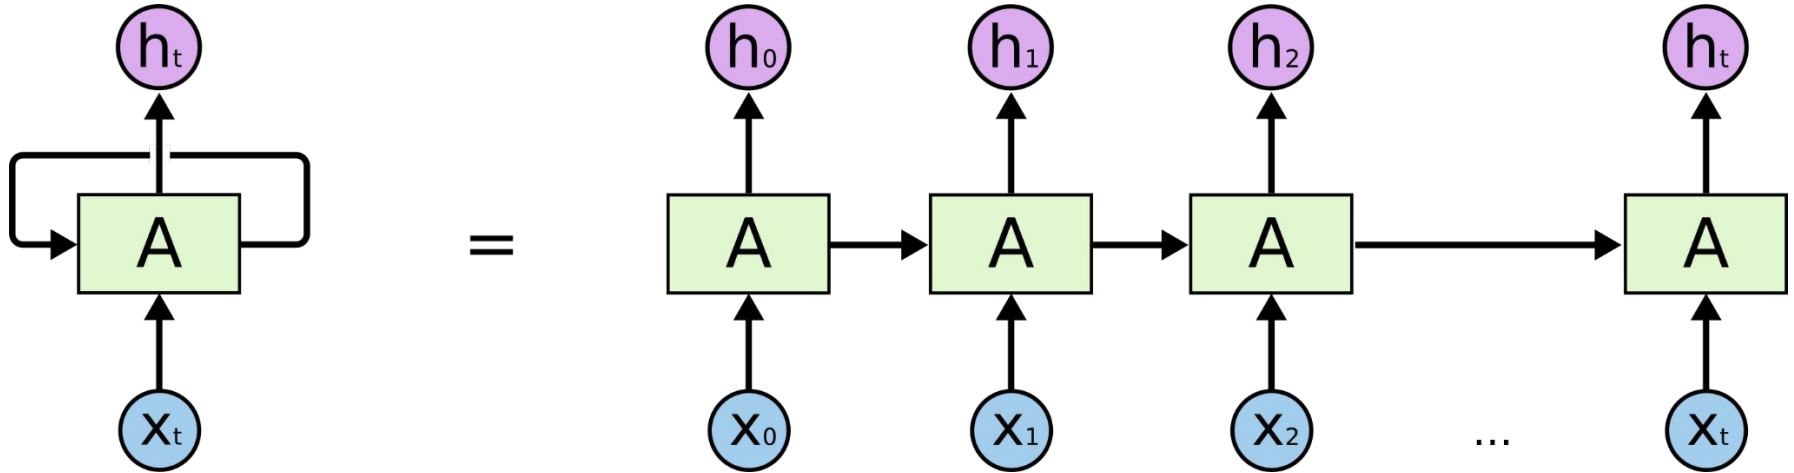 hₜ h₀ h₁ h₂ hₜ
A = A A A A
xₜ x₀ x₁ x₂ ... xₜ